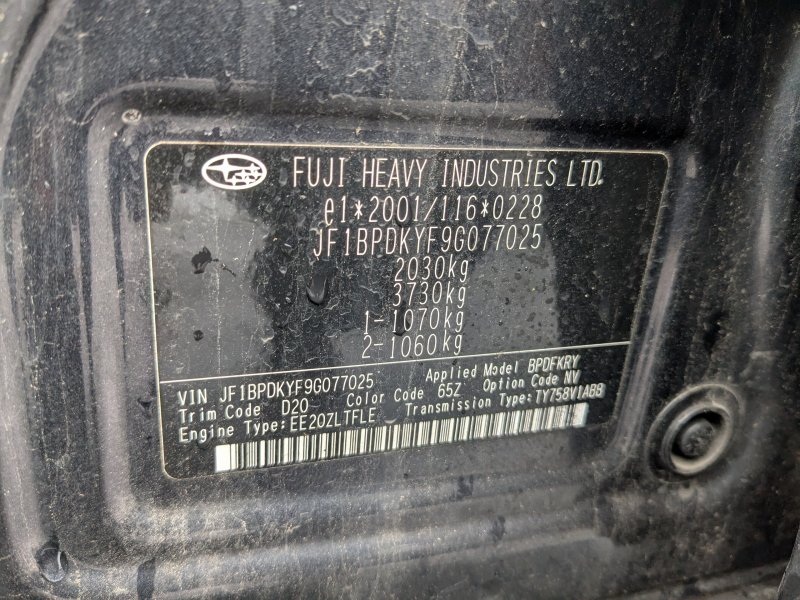 FUJI HEAVY INDUSTRIES LTD.
e1*2001/116*0228
JF1BPDKYF9G077025
2030kg
3730kg
1-1070kg
2-1060kg
VIN JF1BPDKYF9G077025 Applied Model BPDFKRY
Trim Code D20 Color Code 65Z Option Code NV
Engine Type: EE20ZLTFLE Transmission Type: TY758V1ABB